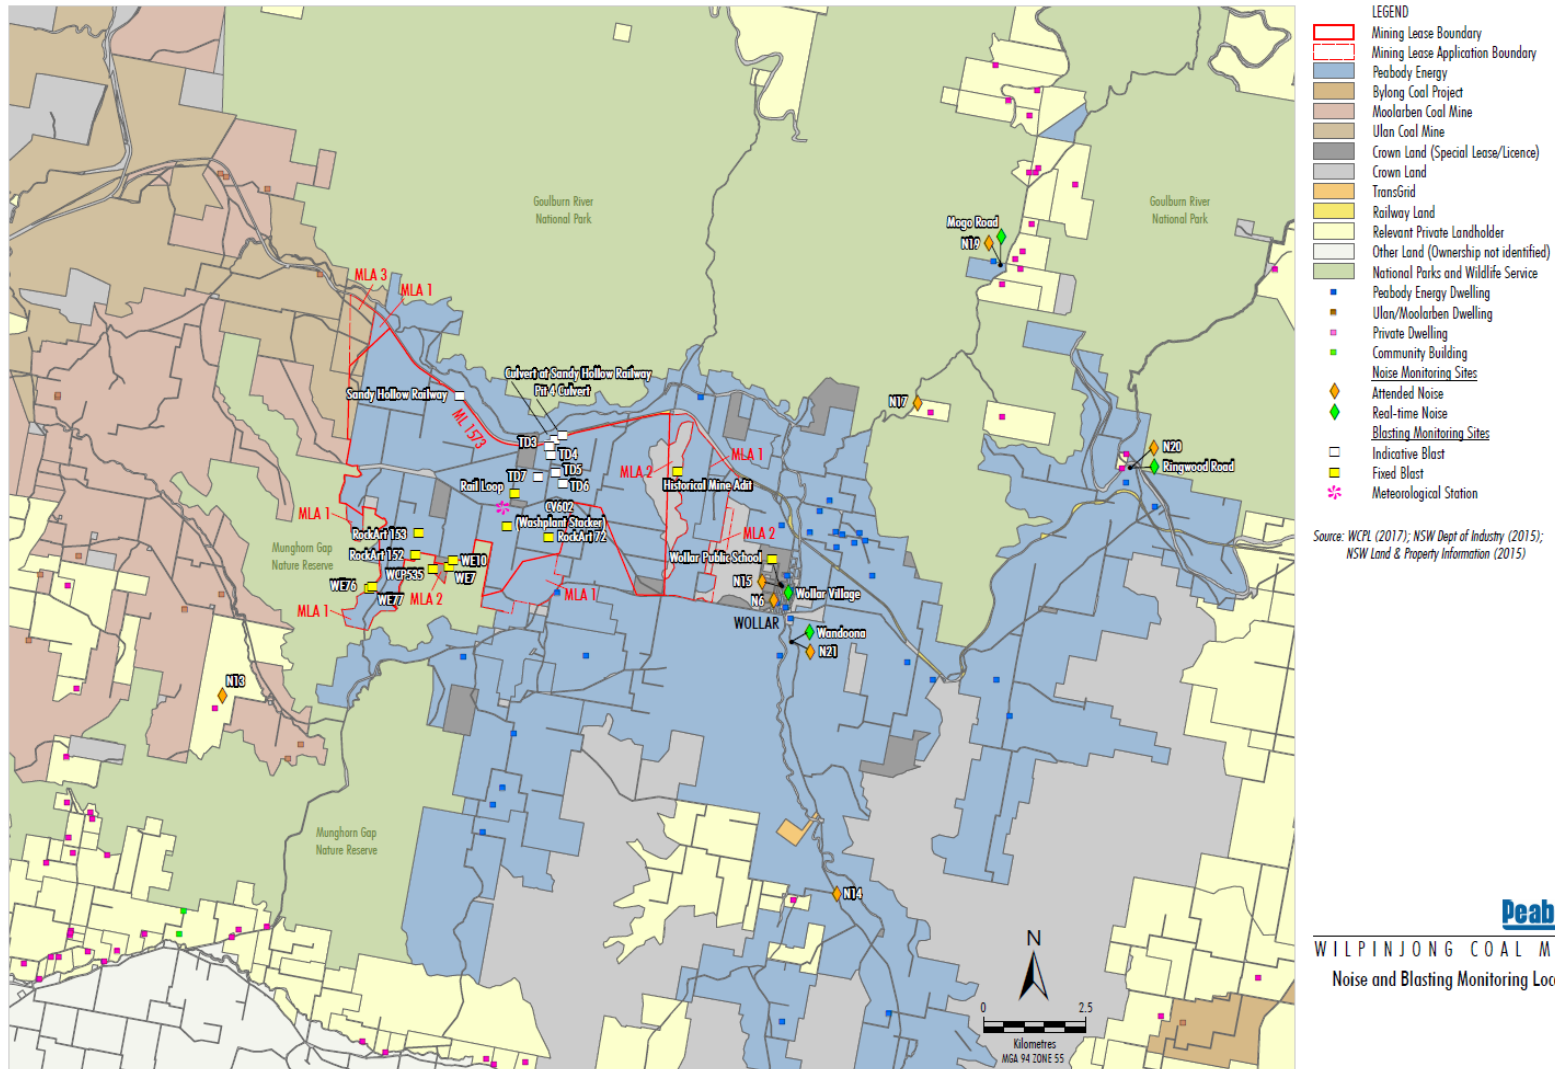 LEGEND
Mining Lease Boundary
Mining Lease Application Boundary
Peabody Energy
Bylong Coal Project
Moolarben Coal Mine
Ulan Coal Mine
Crown Land (Special Lease/Licence)
Crown Land
TransGrid
Railway Land
Relevant Private Landholder
Other Land (Ownership not identified)
National Parks and Wildlife Service
Peabody Energy Dwelling
Ulan/Moolarben Dwelling
Private Dwelling
Community Building
Noise Monitoring Sites
Attended Noise
Real-time Noise
Blasting Monitoring Sites
Indicative Blast
Fixed Blast
Meteorological Station
Source: WCPL (2017); NSW Dept of Industry (2015);
NSW Land & Property Information (2015)
Goulburn River
National Park
Goulburn River
National Park
Mogo Road
N19
MLA 3
MLA 1
Culvert at Sandy Hollow Railway
Pit 4 Culvert
Sandy Hollow Railway
ML 1573
N17
TD3
TD4
TD5
TD7
TD6
N20
Ringwood Road
MLA 1
MLA 2
Historical Mine Adit
Rail Loop
CV602
(Washplant Stacker)
RockArt 72
MLA 1
RockArt 153
MLA 2
Munghorn Gap
Nature Reserve
RockArt 152
WE10
WCP535
WE7
Wollar Public School
WE76
WE77
MLA 2
MLA 1
MLA 1
N15
N6
Wollar Village
WOLLAR
Wandoona
N21
N13
Munghorn Gap
Nature Reserve
N14
N
0
2.5
Kilometres
MGA 94 ZONE 55
Peab
WILPINJONG COAL M
Noise and Blasting Monitoring Loc